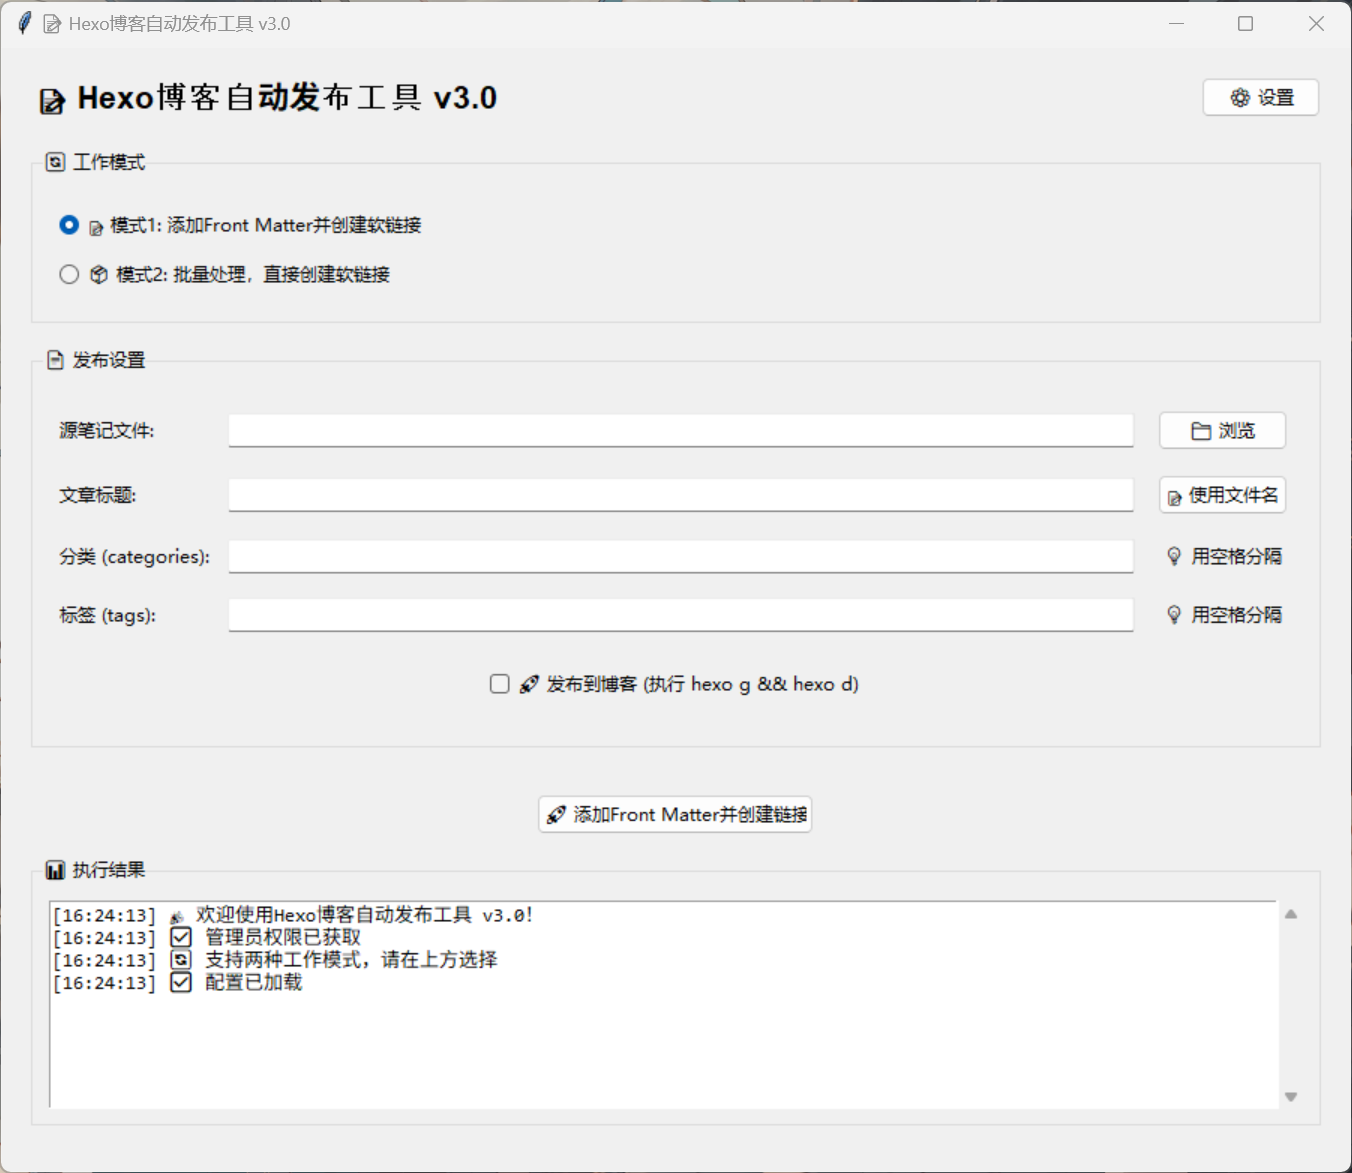 Hexo博客自动发布工具 v3.0
Hexo博客自动发布工具 v3.0
设置
工作模式
模式1: 添加Front Matter并创建软链接
模式2: 批量处理，直接创建软链接
发布设置
源笔记文件:
浏览
文章标题:
使用文件名
分类 (categories):
用空格分隔
标签 (tags):
用空格分隔
发布到博客 (执行 hexo g && hexo d)
添加Front Matter并创建链接
执行结果
[16:24:13] 欢迎使用Hexo博客自动发布工具 v3.0!
[16:24:13] 管理员权限已获取
[16:24:13] 支持两种工作模式，请在上方选择
[16:24:13] 配置已加载